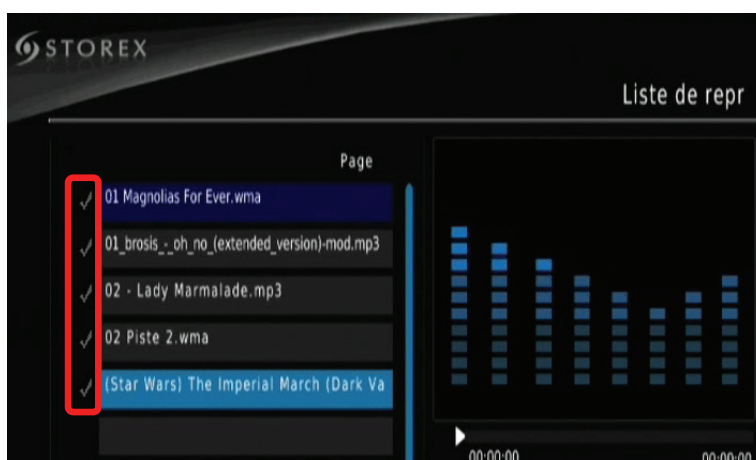 STOREX
Liste de repr
Page
01 Magnolias For Ever.wma
01_brosis_-_oh_no_(extended_version)-mod.mp3
02 - Lady Marmalade.mp3
02 Piste 2.wma
(Star Wars) The Imperial March (Dark Va
00:00:00 00:00:00